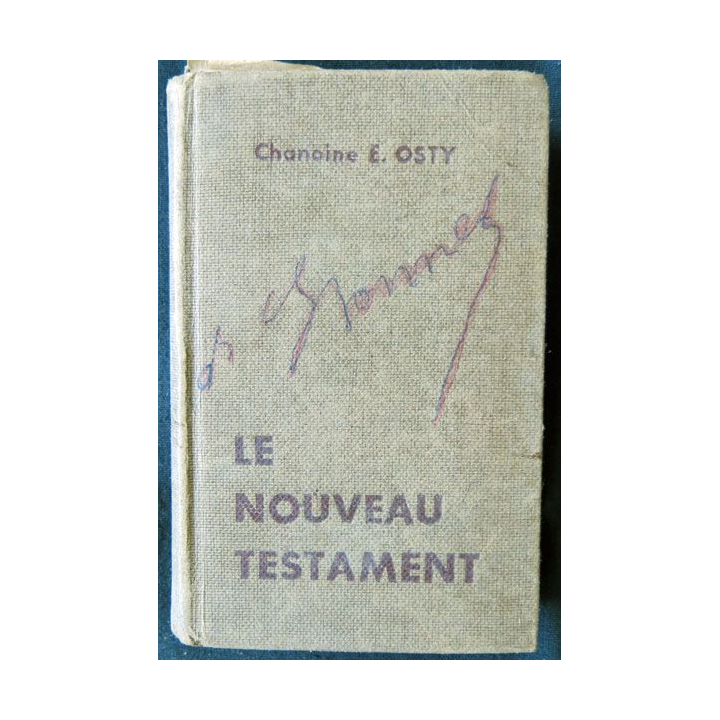 Chanoine E. OSTY
LE
NOUVEAU
TESTAMENT